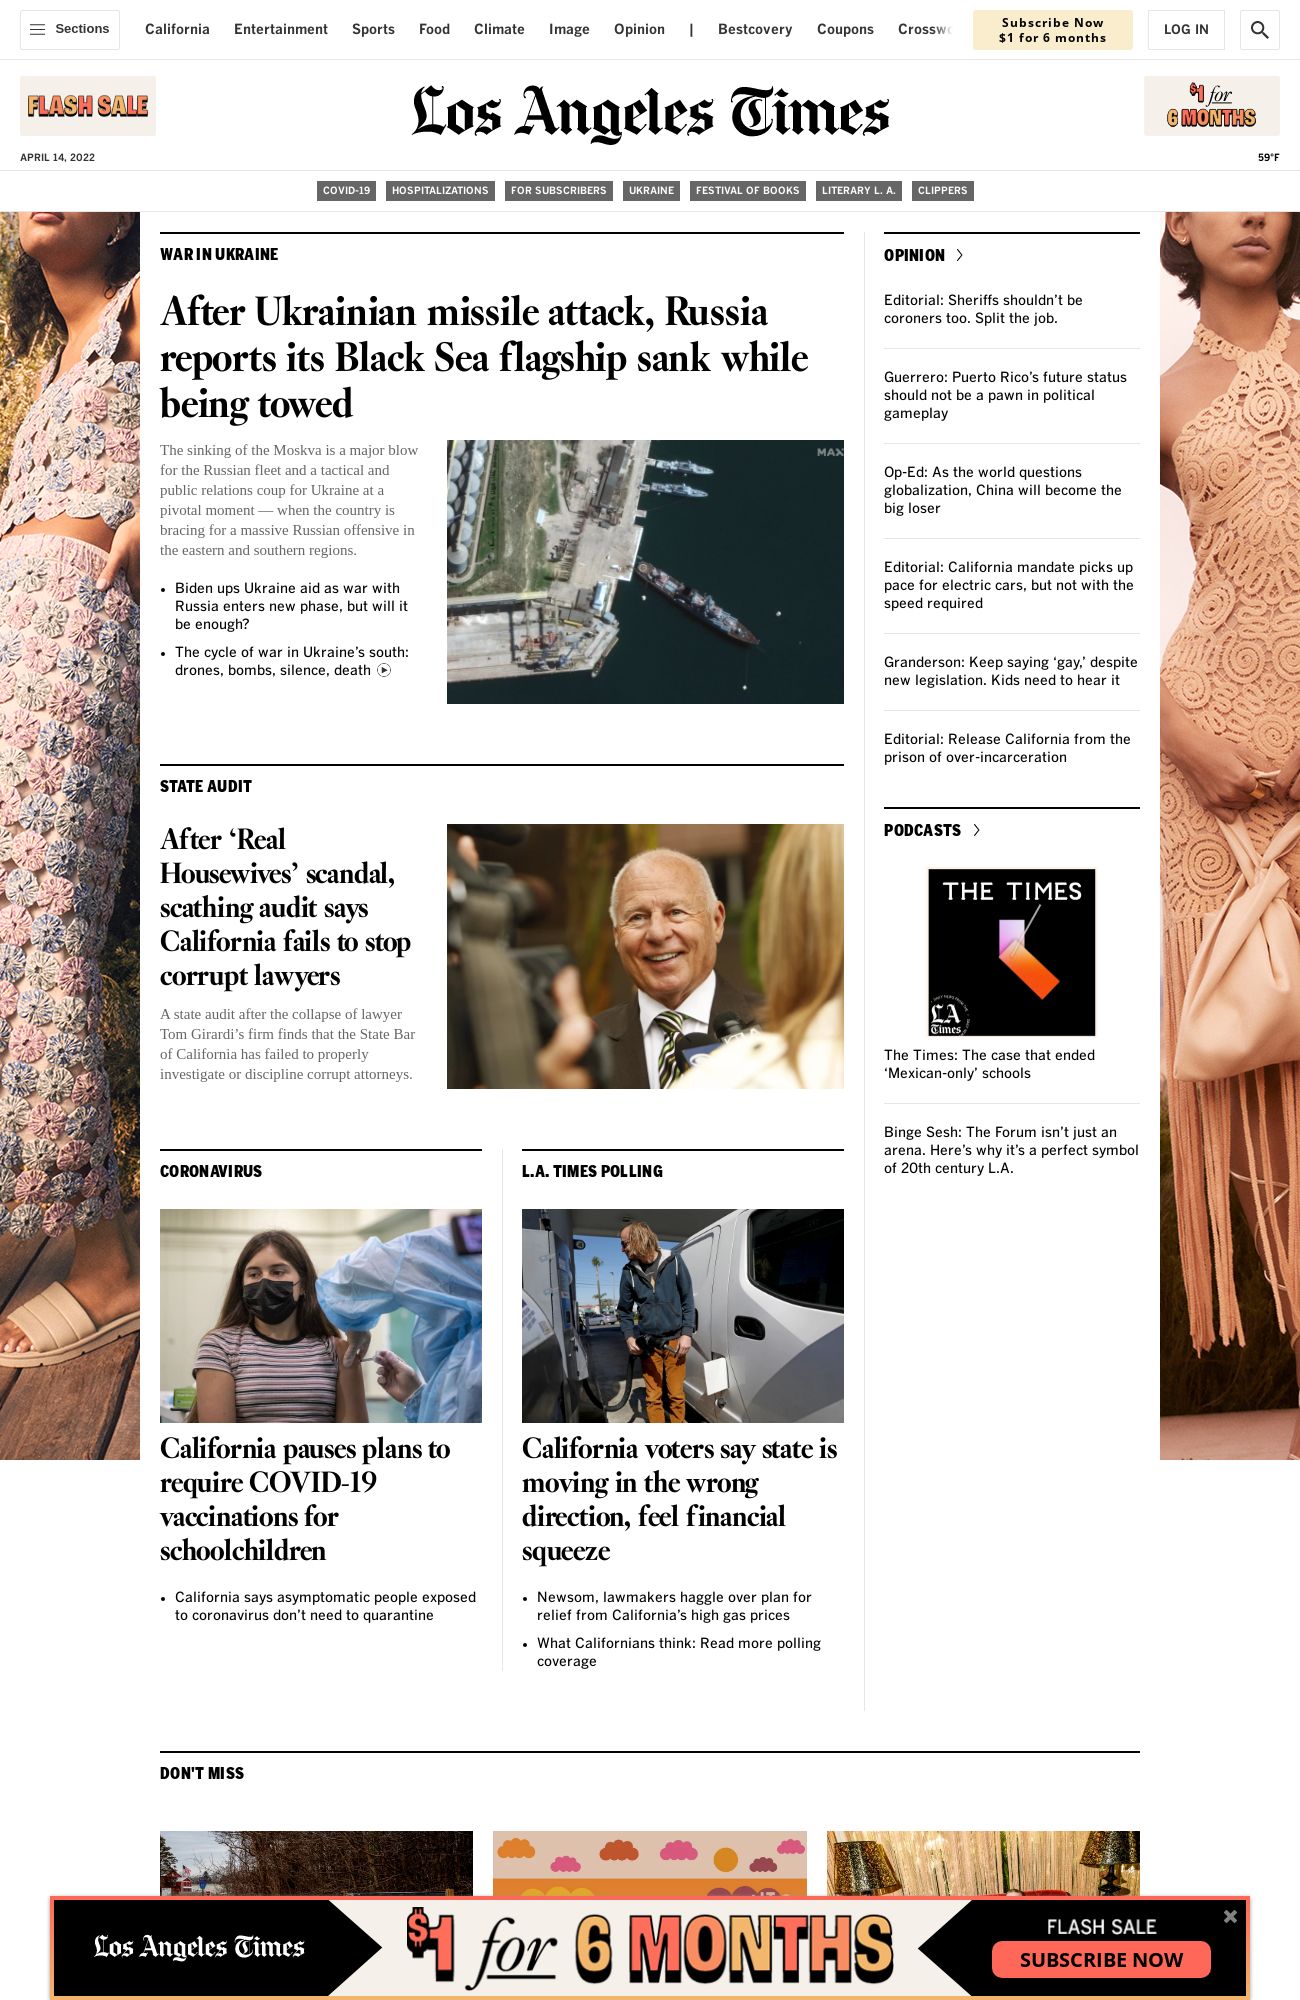 Sections
California Entertainment Sports Food Climate Image Opinion | Bestcovery Coupons
Subscribe Now
$1 for 6 months
LOG IN
FLASH SALE
Los Angeles Times
$1 for
6 MONTHS
APRIL 14, 2022
59°F
COVID-19 HOSPITALIZATIONS FOR SUBSCRIBERS UKRAINE FESTIVAL OF BOOKS LITERARY L. A. CLIPPERS
WAR IN UKRAINE
After Ukrainian missile attack, Russia
reports its Black Sea flagship sank while
being towed
The sinking of the Moskva is a major blow
for the Russian fleet and a tactical and
public relations coup for Ukraine at a
pivotal moment — when the country is
bracing for a massive Russian offensive in
the eastern and southern regions.
• Biden ups Ukraine aid as war with
Russia enters new phase, but will it
be enough?
• The cycle of war in Ukraine’s south:
drones, bombs, silence, death
MAX
STATE AUDIT
After ‘Real
Housewives’ scandal,
scathing audit says
California fails to stop
corrupt lawyers
A state audit after the collapse of lawyer
Tom Girardi’s firm finds that the State Bar
of California has failed to properly
investigate or discipline corrupt attorneys.
CORONAVIRUS
California pauses plans to
require COVID-19
vaccinations for
schoolchildren
• California says asymptomatic people exposed
to coronavirus don’t need to quarantine
L.A. TIMES POLLING
California voters say state is
moving in the wrong
direction, feel financial
squeeze
• Newsom, lawmakers haggle over plan for
relief from California’s high gas prices
• What Californians think: Read more polling
coverage
OPINION
Editorial: Sheriffs shouldn’t be
coroners too. Split the job.
Guerrero: Puerto Rico’s future status
should not be a pawn in political
gameplay
Op-Ed: As the world questions
globalization, China will become the
big loser
Editorial: California mandate picks up
pace for electric cars, but not with the
speed required
Granderson: Keep saying ‘gay,’ despite
new legislation. Kids need to hear it
Editorial: Release California from the
prison of over-incarceration
PODCASTS
THE TIMES
LA
Times
The Times: The case that ended
‘Mexican-only’ schools
Binge Sesh: The Forum isn’t just an
arena. Here’s why it’s a perfect symbol
of 20th century L.A.
DON'T MISS
Los Angeles Times
$1 for 6 MONTHS
FLASH SALE
SUBSCRIBE NOW